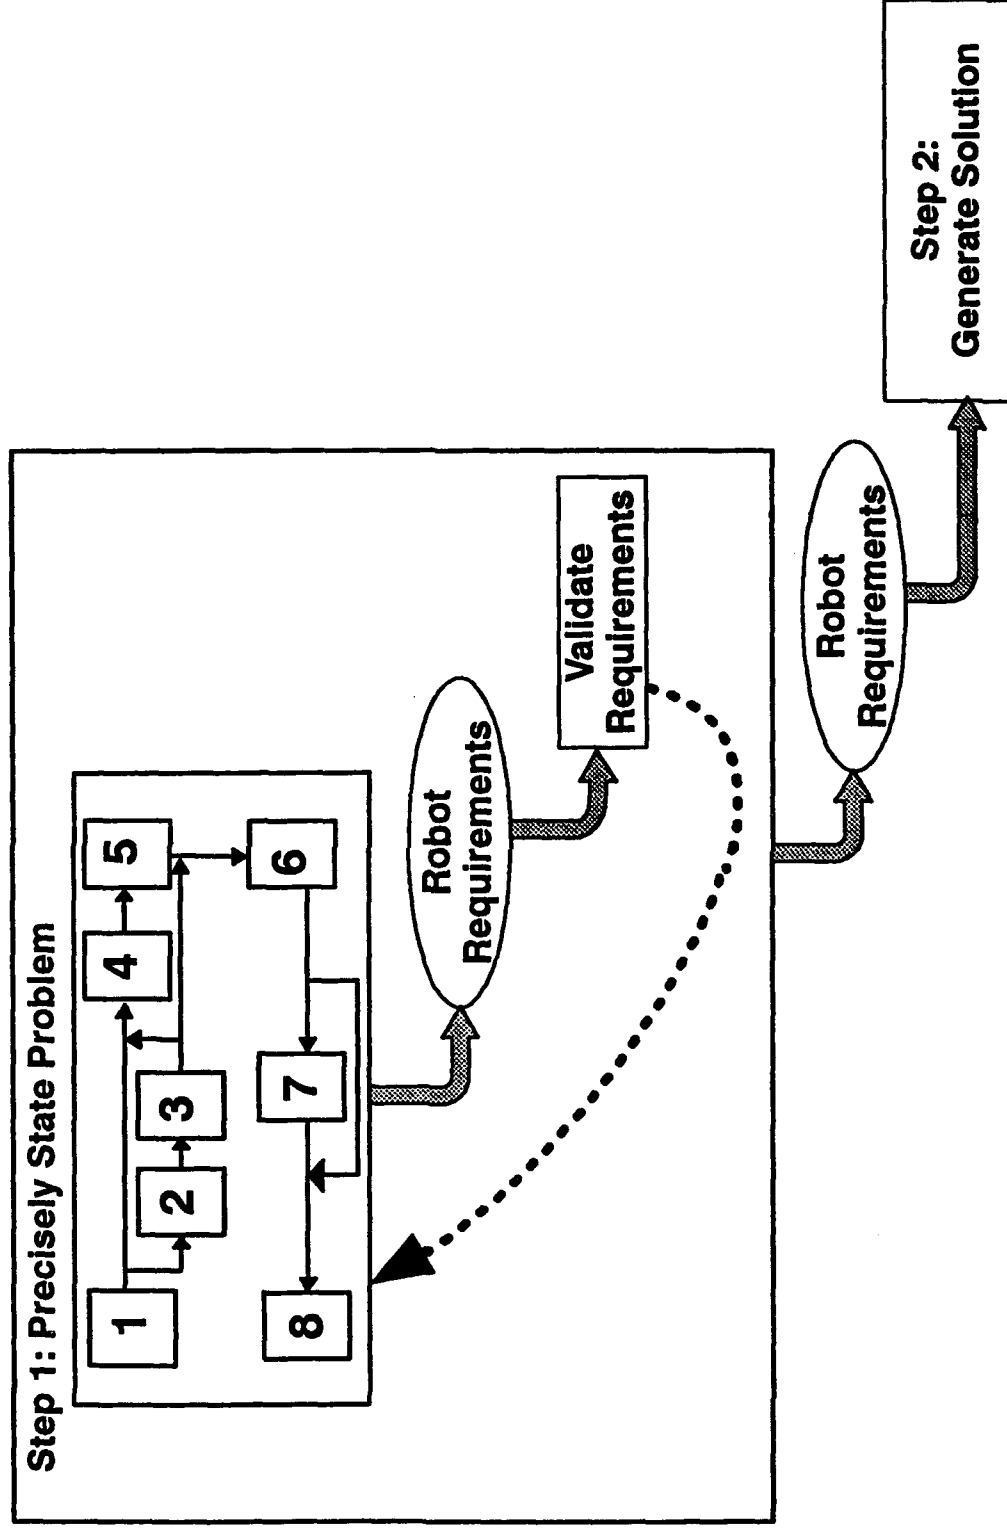 Step 1: Precisely State Problem
1
2
3
4
5
6
7
8
Robot
Requirements
Validate
Requirements
Robot
Requirements
Step 2:
Generate Solution